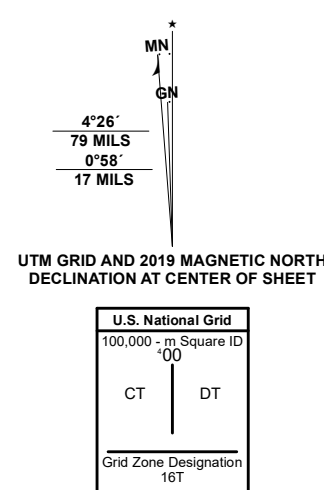 ★
MN
GN
4°26´
79 MILS
0°58´
17 MILS
UTM GRID AND 2019 MAGNETIC NORTH
DECLINATION AT CENTER OF SHEET
U.S. National Grid
100,000 - m Square ID
⁴00
CT DT
Grid Zone Designation
16T